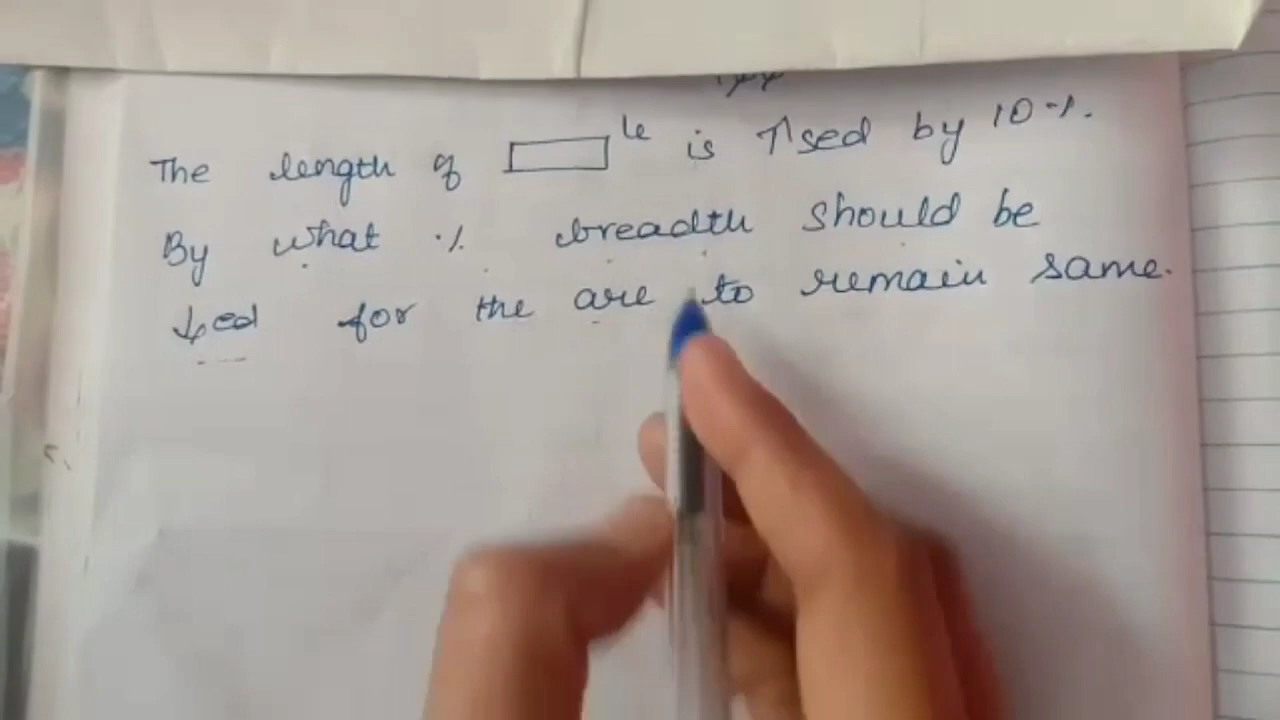 The length of ▭le is ↑sed by 10%.
By what % breadth should be
↓ed for the are to remain same.